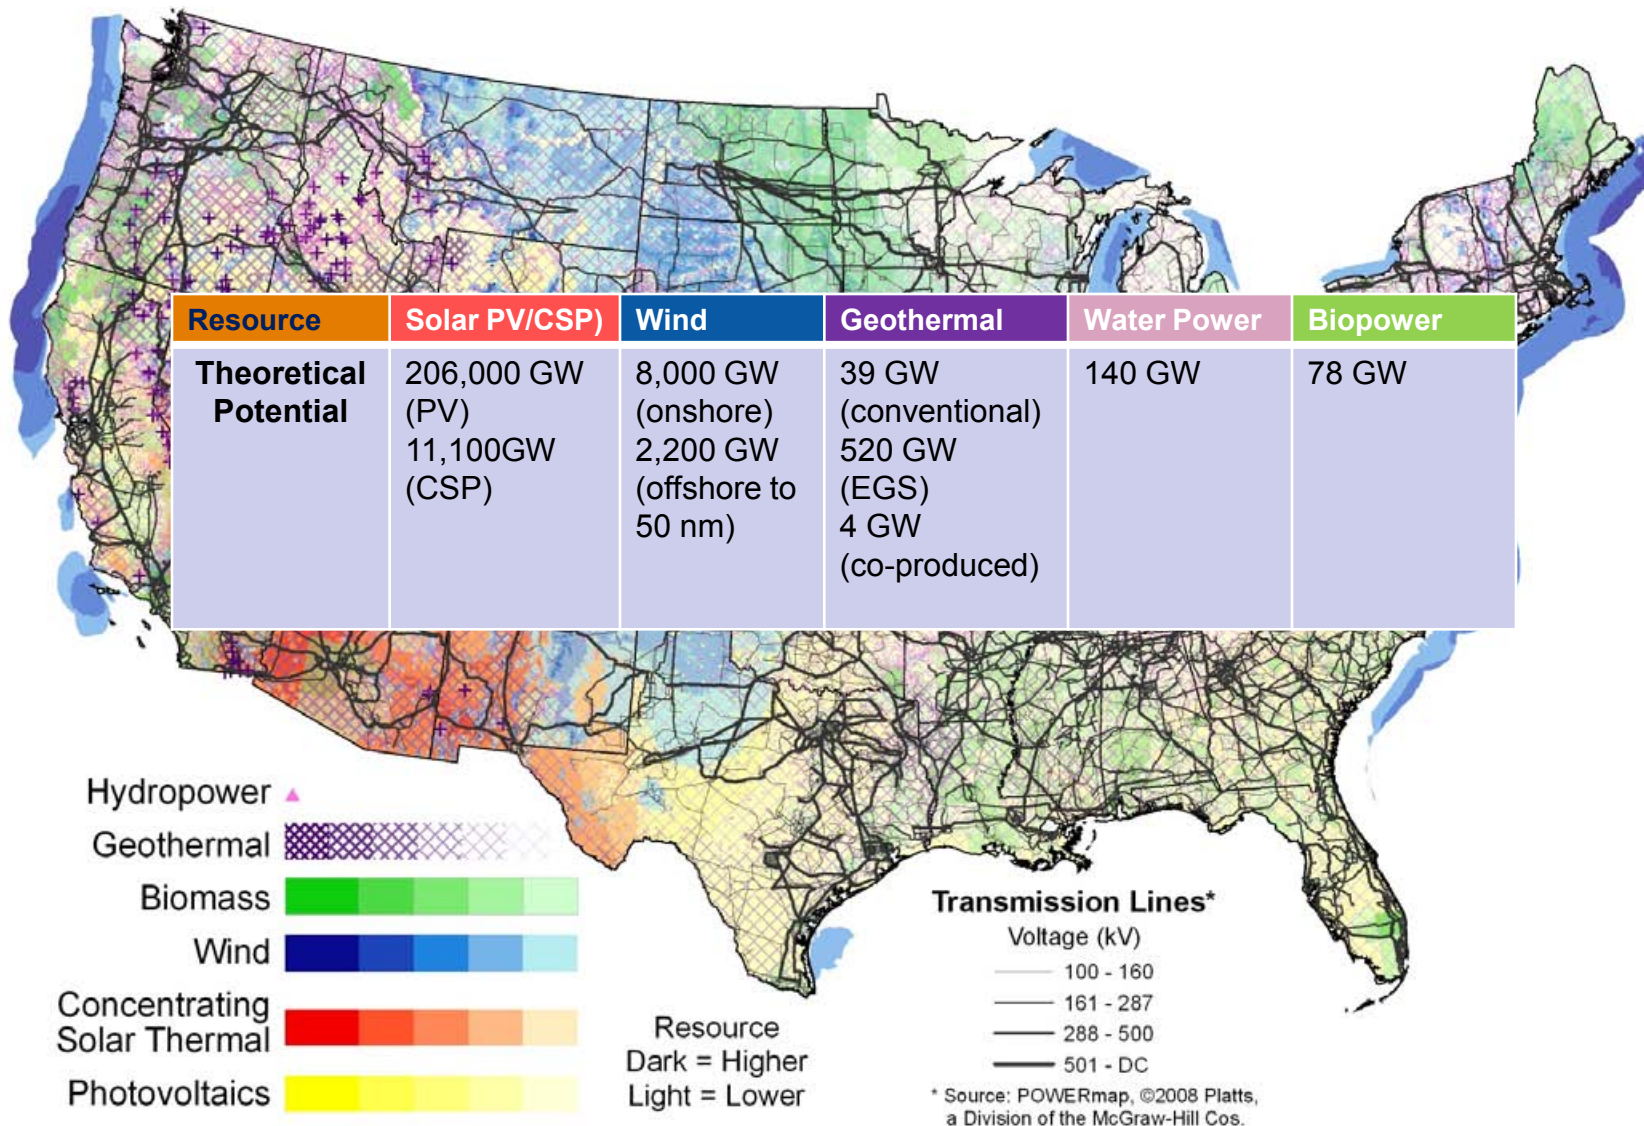 Resource
Solar PV/CSP)
Wind
Geothermal
Water Power
Biopower
Theoretical
Potential
206,000 GW
(PV)
11,100GW
(CSP)
8,000 GW
(onshore)
2,200 GW
(offshore to
50 nm)
39 GW
(conventional)
520 GW
(EGS)
4 GW
(co-produced)
140 GW
78 GW
Hydropower
Geothermal
Biomass
Wind
Concentrating
Solar Thermal
Photovoltaics
Resource
Dark = Higher
Light = Lower
Transmission Lines*
Voltage (kV)
100 - 160
161 - 287
288 - 500
501 - DC
* Source: POWERmap, ©2008 Platts,
a Division of the McGraw-Hill Cos.